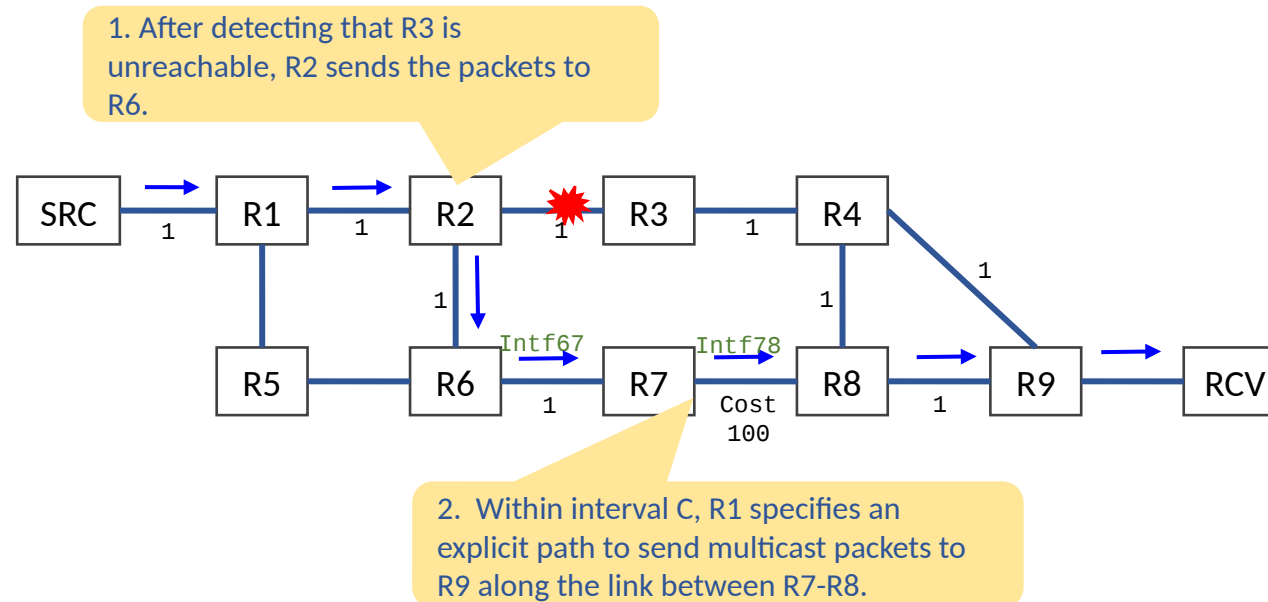 1. After detecting that R3 is
unreachable, R2 sends the packets to
R6.
SRC
R1
R2
R3
R4
1
1
1
1
1
1
1
Intf67
Intf78
R5
R6
R7
R8
R9
RCV
1
Cost
100
1
2. Within interval C, R1 specifies an
explicit path to send multicast packets to
R9 along the link between R7-R8.